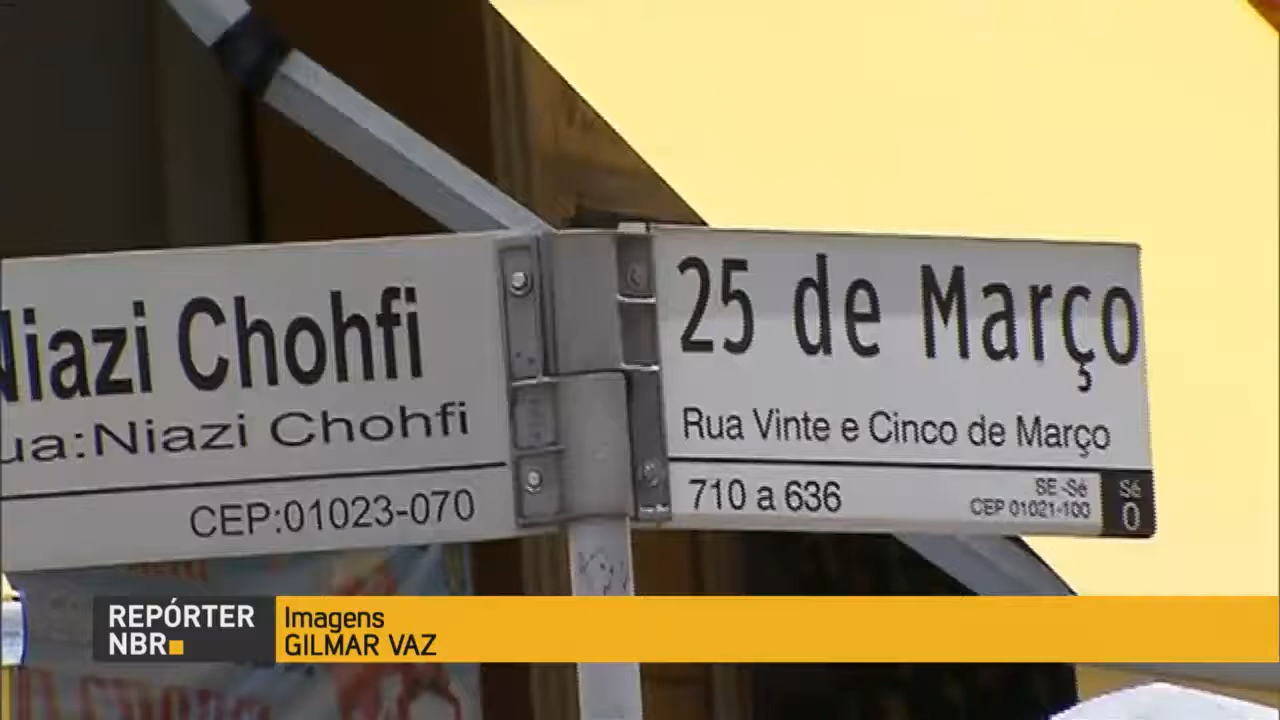 Niazi Chohfi
ua:Niazi Chohfi
CEP:01023-070
25 de Março
Rua Vinte e Cinco de Março
710 a 636
SE-Sé
CEP 01021-100
Sé
0
REPÓRTER
NBR
Imagens
GILMAR VAZ